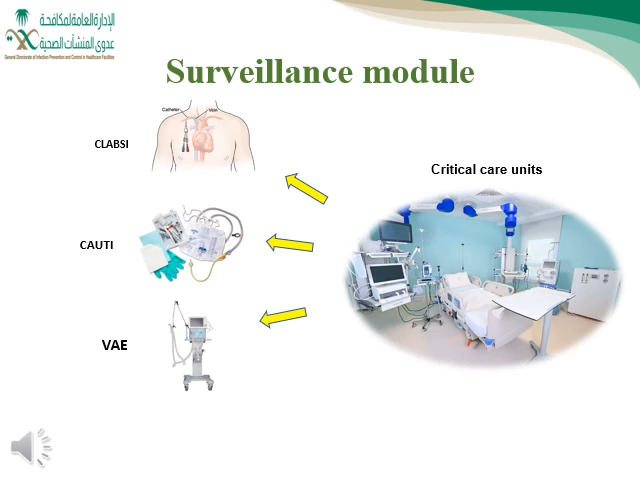 الإدارة العامة لمكافحة
عدوى المنشآت الصحية
General Directorate of Infection Prevention and Control in Healthcare Facilities
Surveillance module
Catheter
Vein
CLABSI
Critical care units
CAUTI
VAE